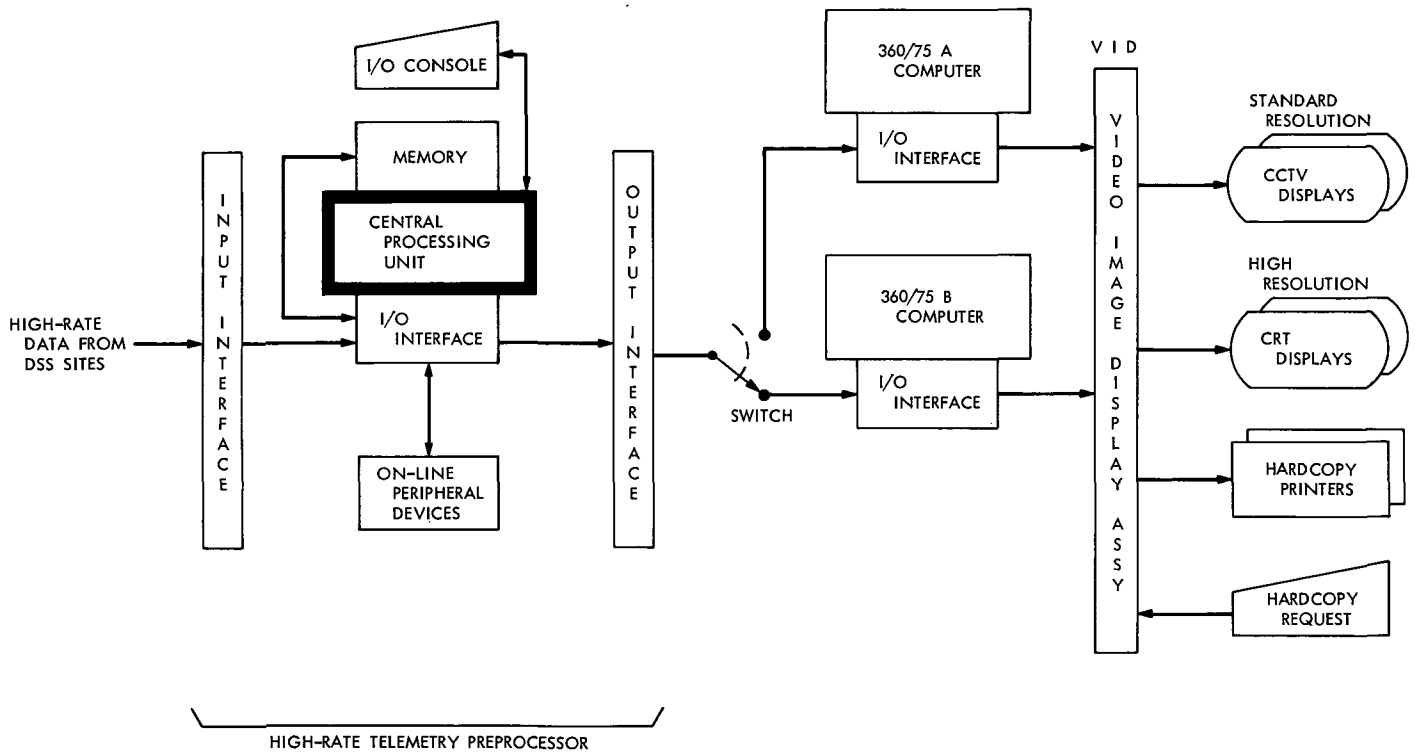 I/O CONSOLE
MEMORY
CENTRAL
PROCESSING
UNIT
I/O
INTERFACE
ON-LINE
PERIPHERAL
DEVICES
HIGH-RATE
DATA FROM
DSS SITES
INPUT INTERFACE
OUTPUT INTERFACE
SWITCH
360/75 A
COMPUTER
I/O
INTERFACE
360/75 B
COMPUTER
I/O
INTERFACE
VID
VIDEO IMAGE DISPLAY ASSY
STANDARD
RESOLUTION
CCTV
DISPLAYS
HIGH
RESOLUTION
CRT
DISPLAYS
HARDCOPY
PRINTERS
HARDCOPY
REQUEST
HIGH-RATE TELEMETRY PREPROCESSOR